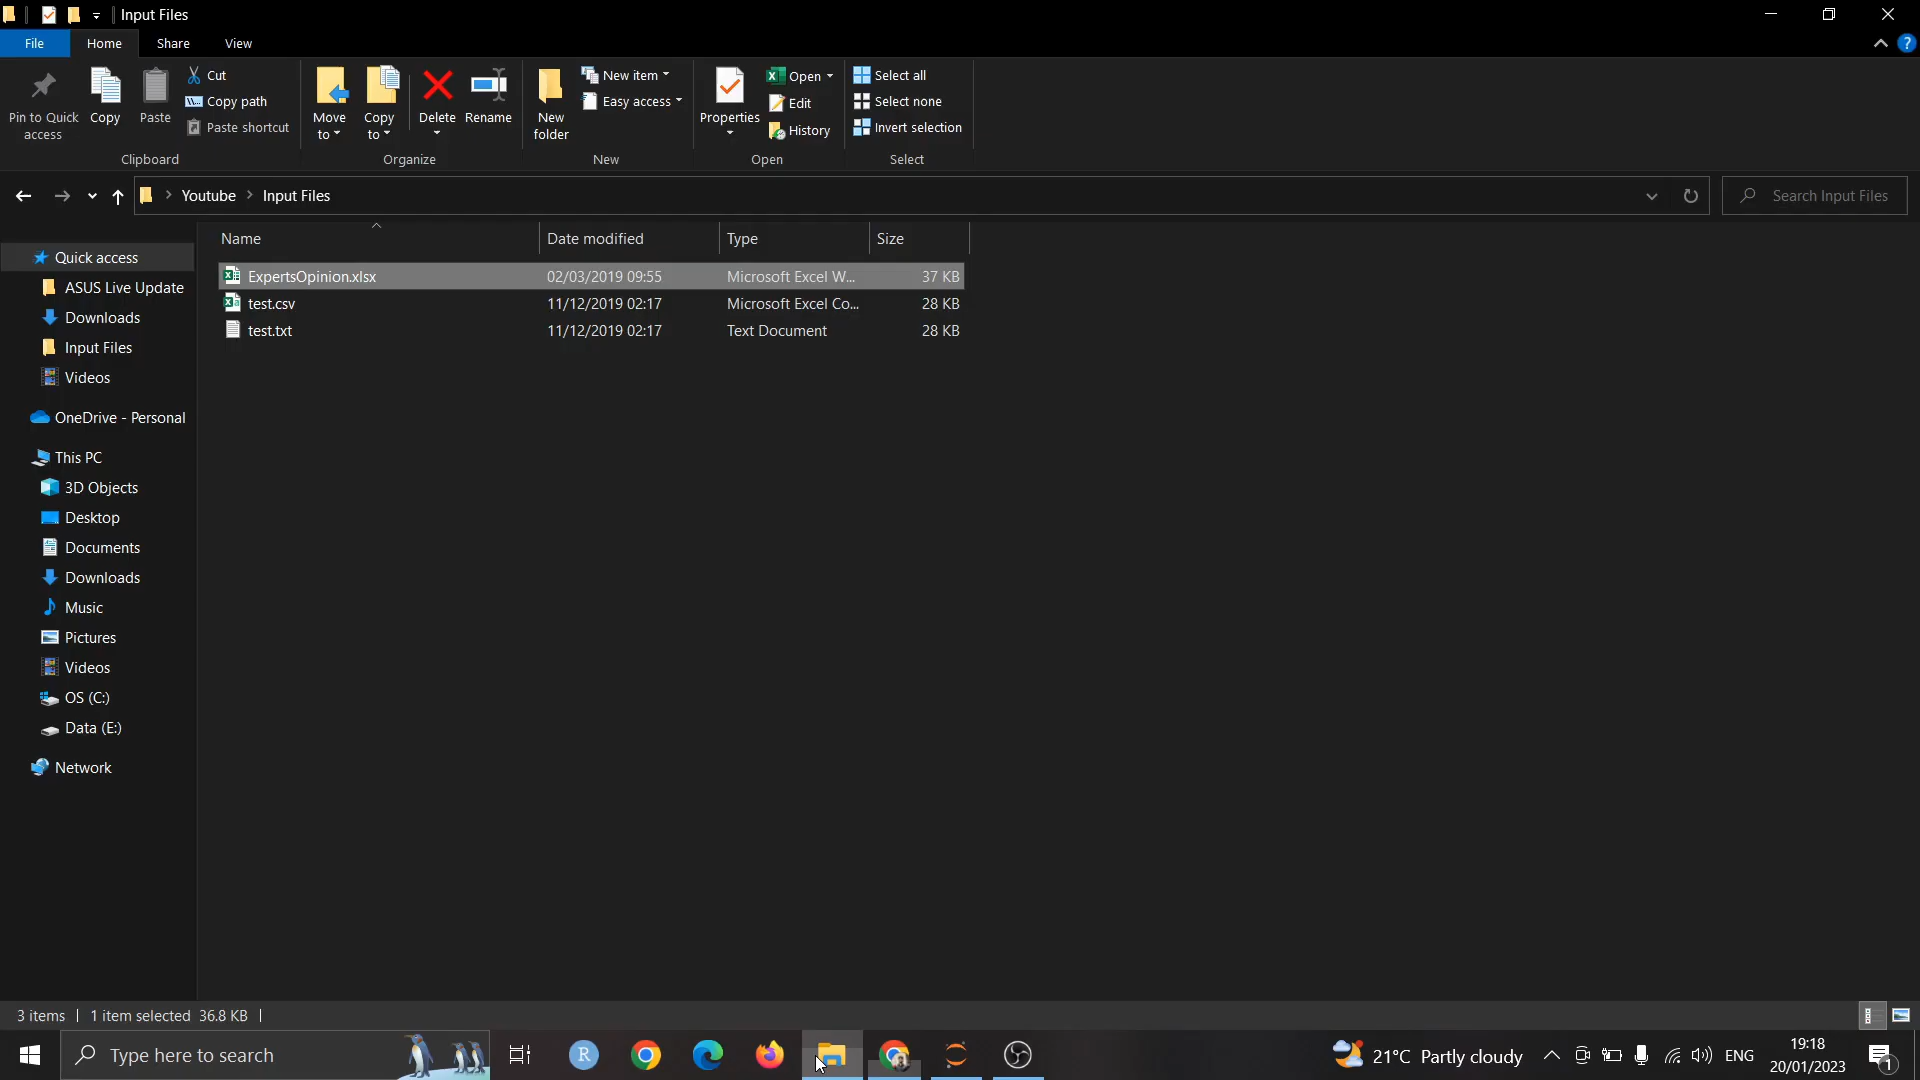 Input Files
File Home Share View
Pin to Quick access
Copy
Paste
Cut
Copy path
Paste shortcut
Clipboard
Move to
Copy to
Delete
Rename
Organize
New folder
New item
Easy access
New
Properties
Open
Edit
History
Open
Select all
Select none
Invert selection
Select
Youtube Input Files
Search Input Files
Name Date modified Type Size
ExpertsOpinion.xlsx 02/03/2019 09:55 Microsoft Excel W... 37 KB
test.csv 11/12/2019 02:17 Microsoft Excel Co... 28 KB
test.txt 11/12/2019 02:17 Text Document 28 KB
Quick access
ASUS Live Update
Downloads
Input Files
Videos
OneDrive - Personal
This PC
3D Objects
Desktop
Documents
Downloads
Music
Pictures
Videos
OS (C:)
Data (E:)
Network
3 items 1 item selected 36.8 KB
Type here to search
R
21°C Partly cloudy
ENG
19:18
20/01/2023
1